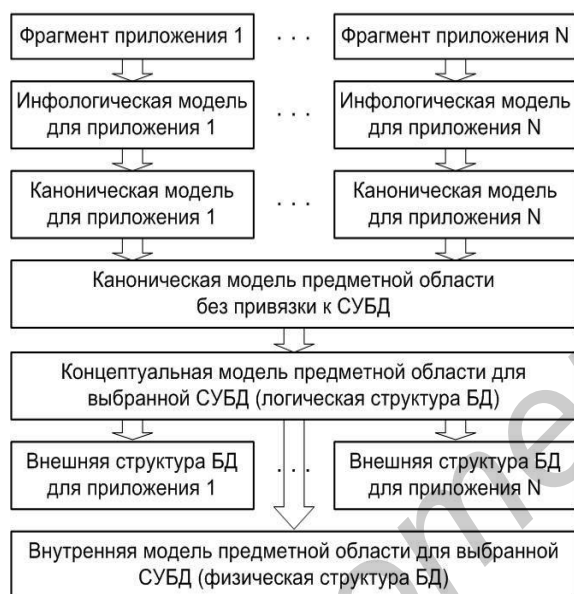 Фрагмент приложения 1 . . . Фрагмент приложения N
Инфологическая модель для приложения 1 . . . Инфологическая модель для приложения N
Каноническая модель для приложения 1 . . . Каноническая модель для приложения N
Каноническая модель предметной области
без привязки к СУБД
Концептуальная модель предметной области для
выбранной СУБД (логическая структура БД)
Внешняя структура БД для приложения 1 . . . Внешняя структура БД для приложения N
Внутренняя модель предметной области для выбранной
СУБД (физическая структура БД)